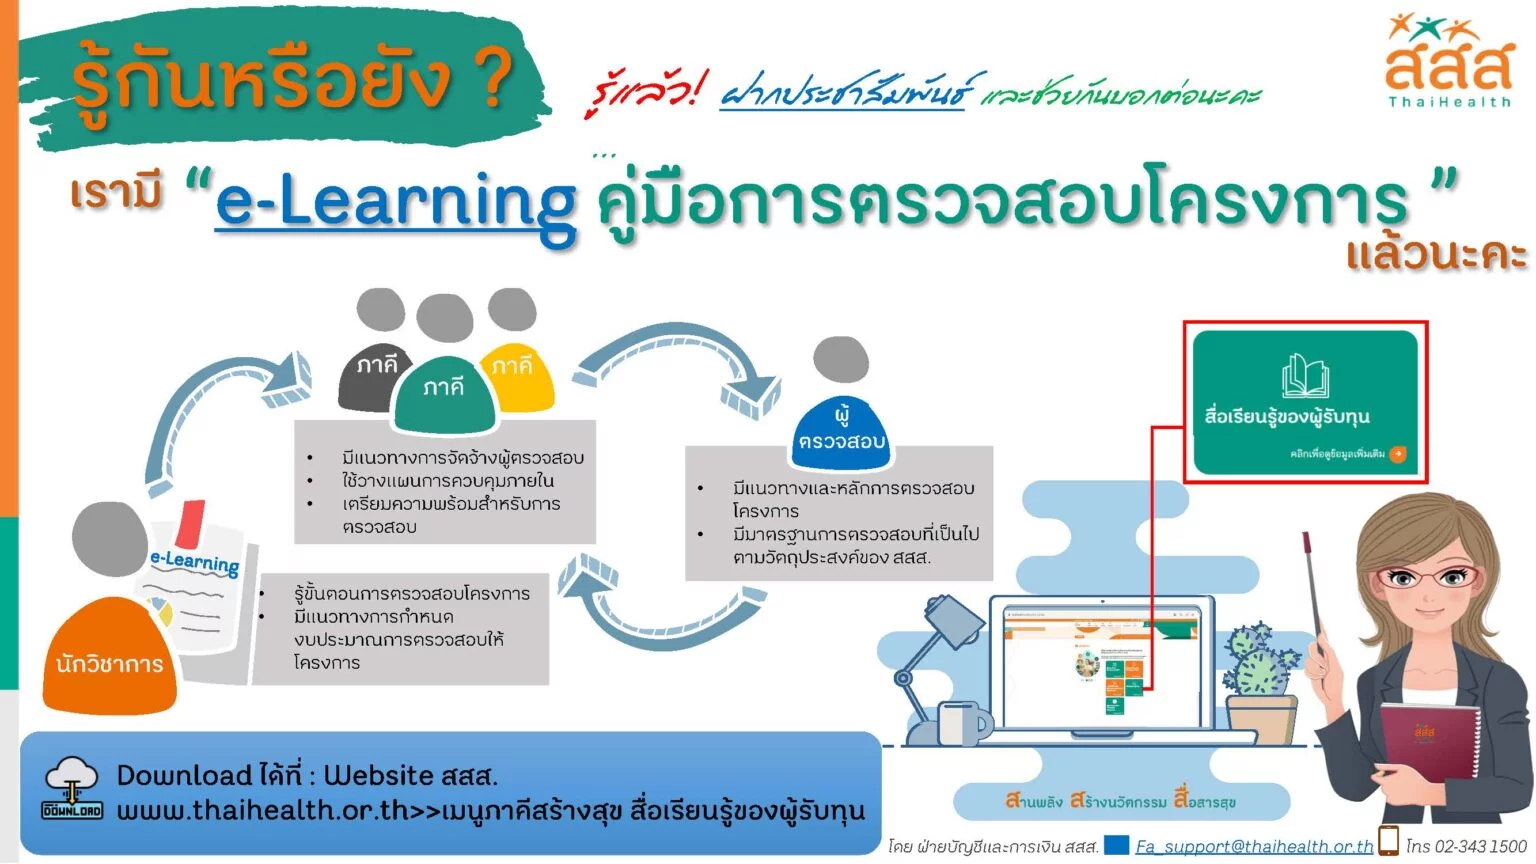 รู้กันหรือยัง ?
รู้แล้ว! ฝากประชาสัมพันธ์ และช่วยกันบอกต่อนะคะ
...
สสส
ThaiHealth
เรามี “e-Learning คู่มือการตรวจสอบโครงการ ”
แล้วนะคะ
ภาคี
ภาคี
ภาคี
• มีแนวทางการจัดจ้างผู้ตรวจสอบ
• ใช้วางแผนการควบคุมภายใน
• เตรียมความพร้อมสำหรับการ
ตรวจสอบ
ผู้
ตรวจสอบ
• มีแนวทางและหลักการตรวจสอบ
โครงการ
• มีมาตรฐานการตรวจสอบที่เป็นไป
ตามวัตถุประสงค์ของ สสส.
สื่อเรียนรู้ของผู้รับทุน
คลิกเพื่อดูข้อมูลเพิ่มเติม
e-Learning
นักวิชาการ
• รู้ขั้นตอนการตรวจสอบโครงการ
• มีแนวทางการกำหนด
งบประมาณการตรวจสอบให้
โครงการ
สสส
DOWNLOAD
Download ได้ที่ : Website สสส.
www.thaihealth.or.th>>เมนูภาคีสร้างสุข สื่อเรียนรู้ของผู้รับทุน
สานพลัง สร้างนวัตกรรม สื่อสารสุข
โดย ฝ่ายบัญชีและการเงิน สสส. Fa_support@thaihealth.or.th โทร 02-343 1500